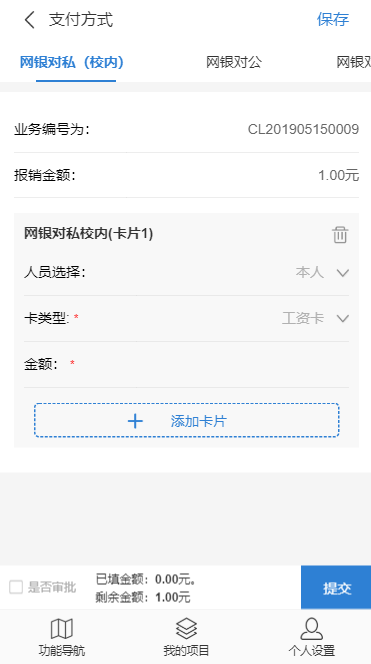 支付方式 保存
网银对私（校内） 网银对公 网银对
业务编号为： CL201905150009
报销金额： 1.00元
网银对私校内(卡片1)
人员选择： 本人
卡类型: * 工资卡
金额： *
添加卡片
是否审批
已填金额：0.00元。
剩余金额：1.00元
提交
功能导航 我的项目 个人设置